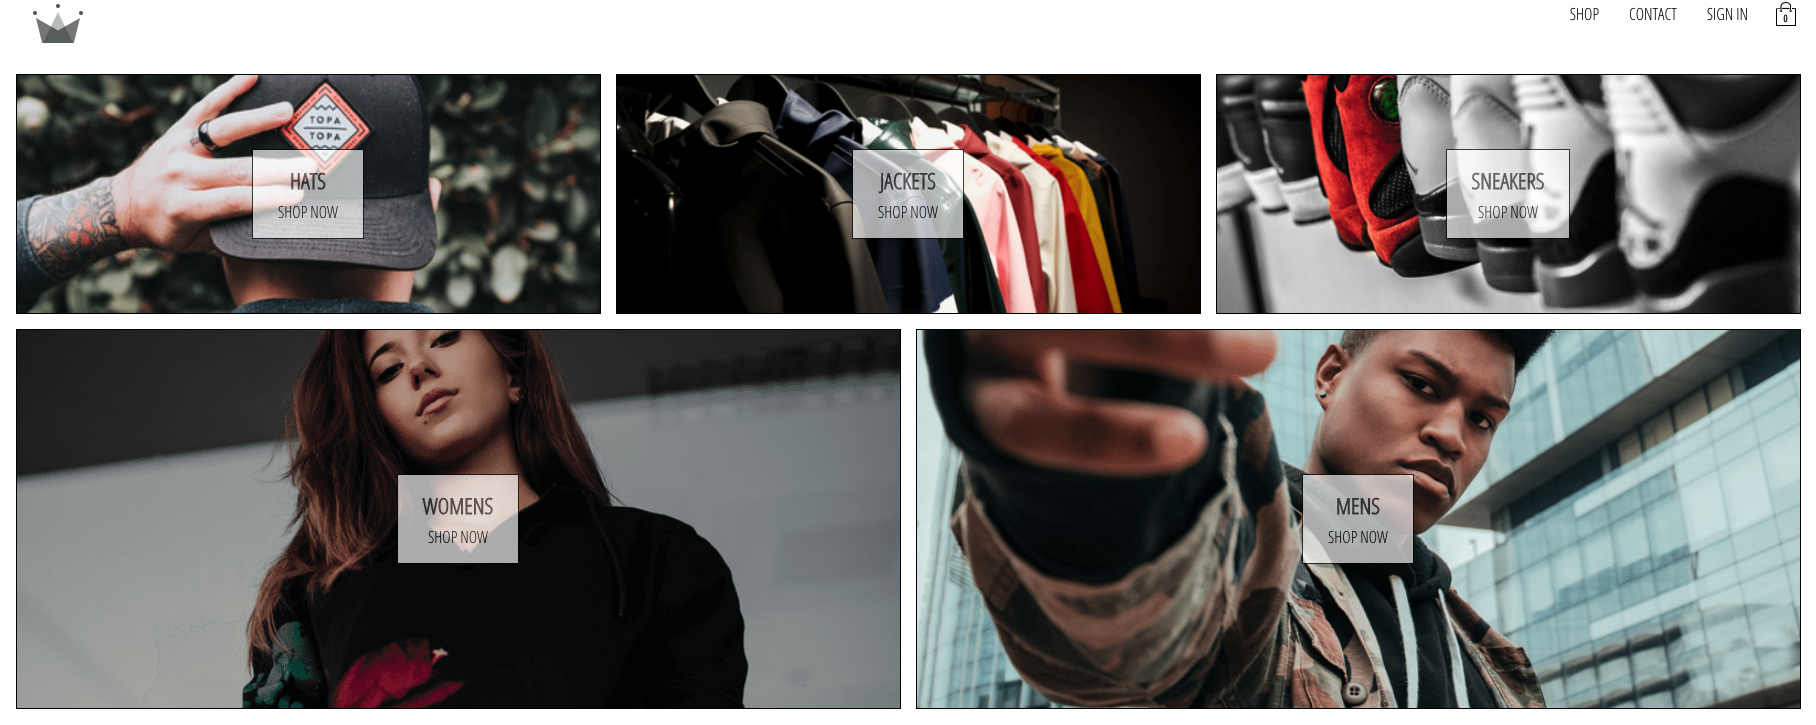 SHOP
CONTACT
SIGN IN
0
TOPA
TOPA
HATS
SHOP NOW
JACKETS
SHOP NOW
SNEAKERS
SHOP NOW
WOMENS
SHOP NOW
MENS
SHOP NOW